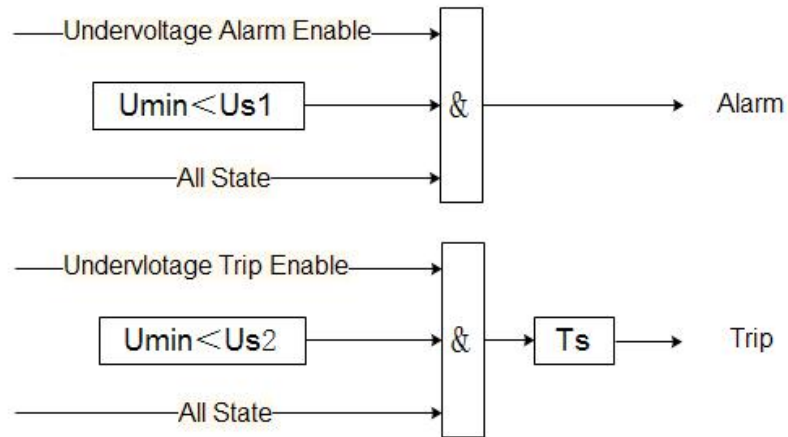 Undervoltage Alarm Enable
Umin＜Us1
&
Alarm
All State
Undervlotage Trip Enable
Umin＜Us2
&
Ts
Trip
All State